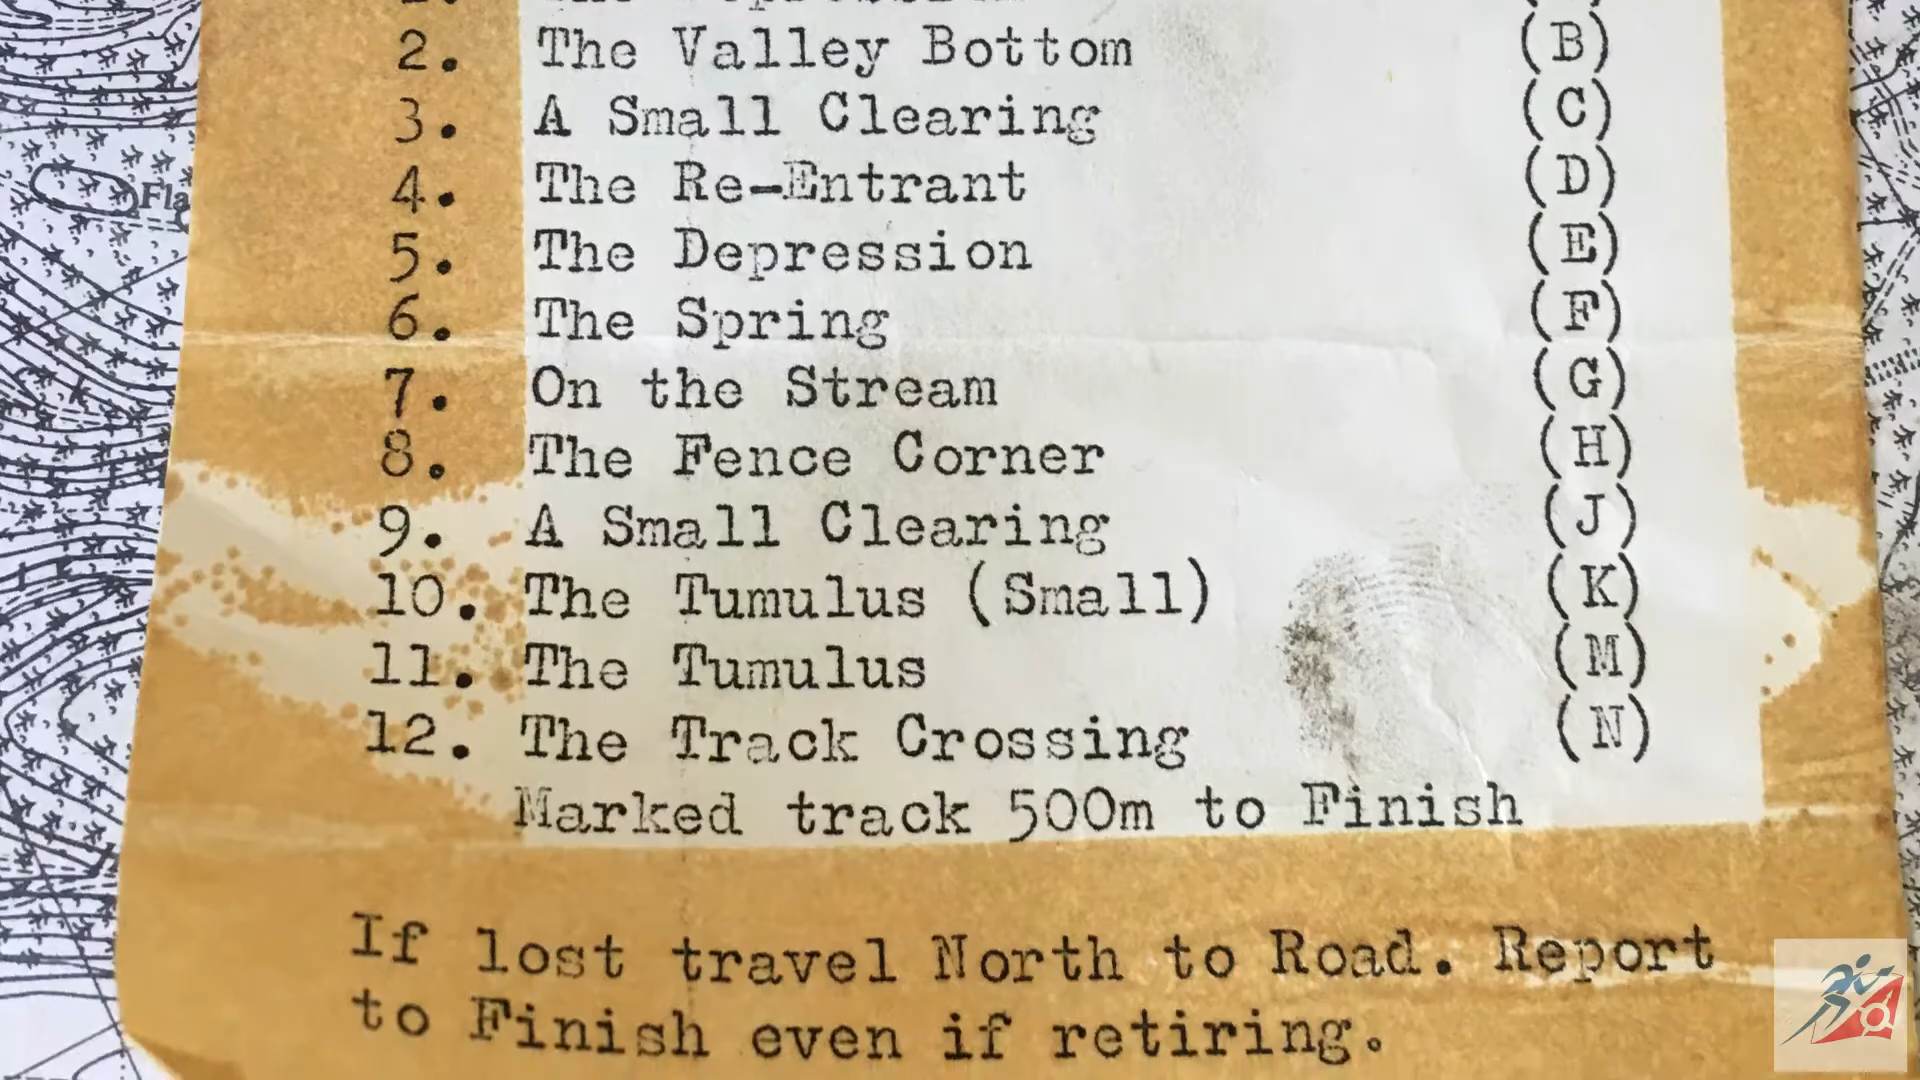 2. The Valley Bottom (B)
3. A Small Clearing (C)
4. The Re-Entrant (D)
5. The Depression (E)
6. The Spring (F)
7. On the Stream (G)
8. The Fence Corner (H)
9. A Small Clearing (J)
10. The Tumulus (Small) (K)
11. The Tumulus (M)
12. The Track Crossing (N)
Marked track 500m to Finish
If lost travel North to Road. Report
to Finish even if retiring.